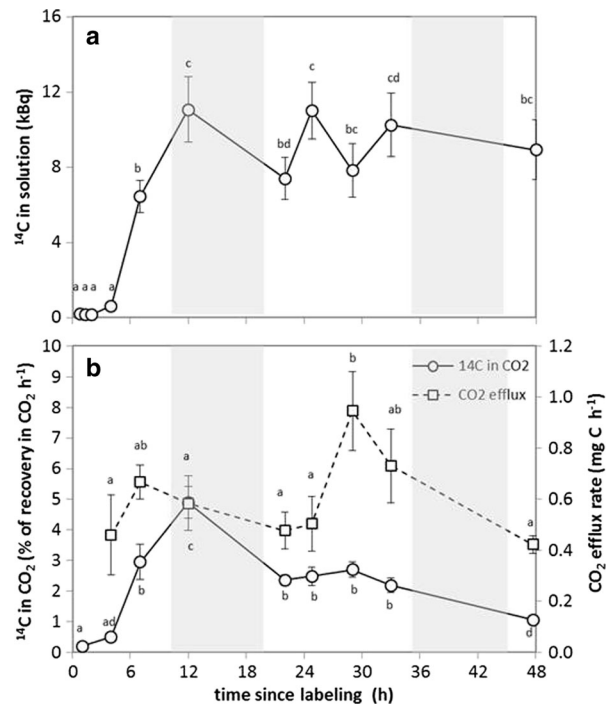 a
16
12
8
4
0
¹⁴C in solution (kBq)
a a a a b c bd c bc cd bc
b
10
9
8
7
6
5
4
3
2
1
0
¹⁴C in CO₂ (% of recovery in CO₂ h⁻¹)
14C in CO2
CO2 efflux
1.2
1.0
0.8
0.6
0.4
0.2
0.0
CO₂ efflux rate (mg C h⁻¹)
a ab a a a b ab a
a ad b c b b b b d
0 6 12 18 24 30 36 42 48
time since labeling (h)